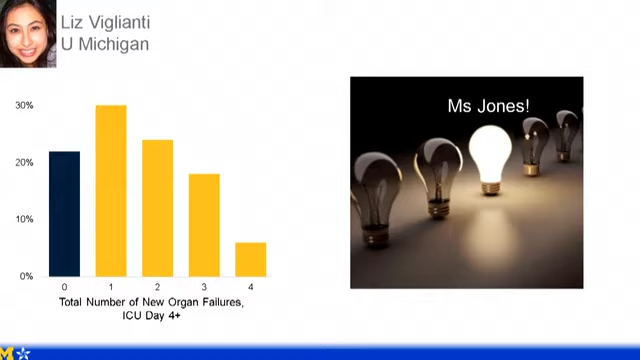 Liz Viglianti
U Michigan
Ms Jones!
30%
20%
10%
0%
0 1 2 3 4
Total Number of New Organ Failures,
ICU Day 4+
M